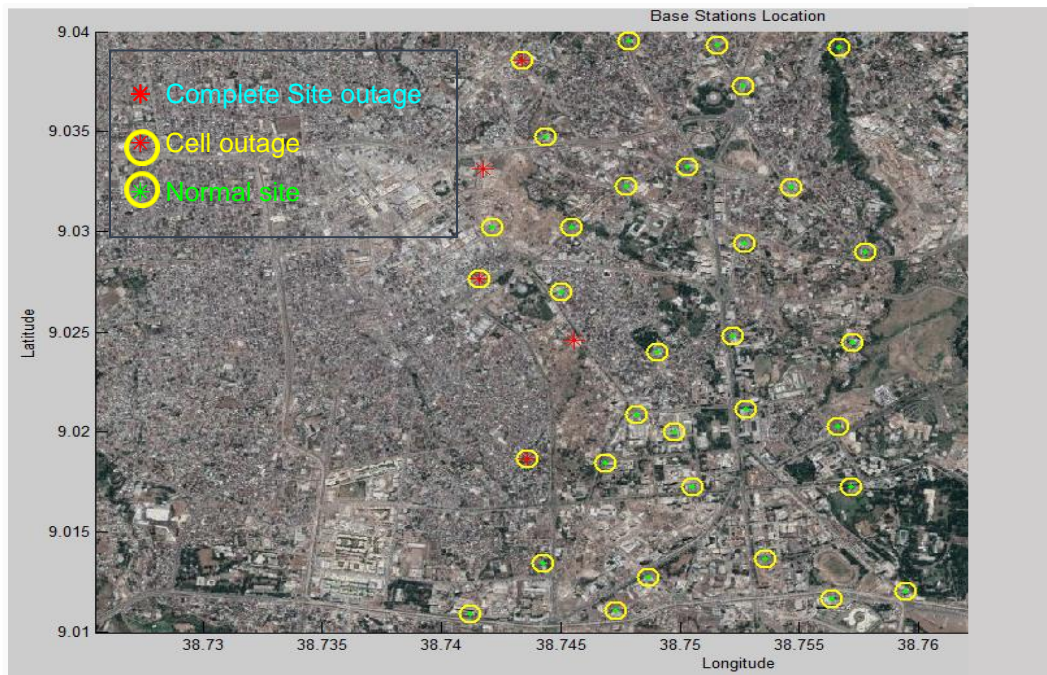 Base Stations Location
9.04
Complete Site outage
9.035
Cell outage
Normal site
9.03
9.025
Latitude
9.02
9.015
9.01
38.73
38.735
38.74
38.745
38.75
38.755
38.76
Longitude